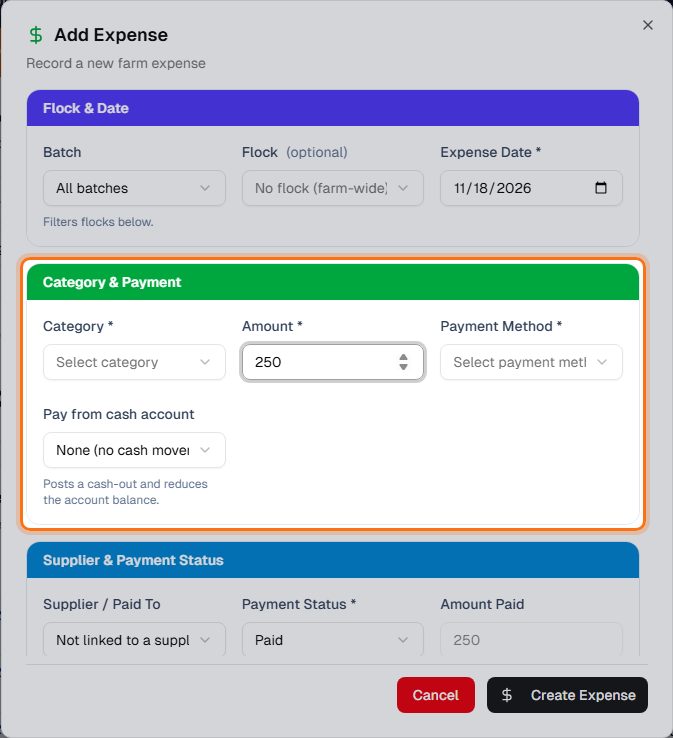 $ Add Expense
Record a new farm expense
Flock & Date
Batch Flock (optional) Expense Date *
All batches No flock (farm-wide) 11/18/2026
Filters flocks below.
Category & Payment
Category * Amount * Payment Method *
Select category 250 Select payment met
Pay from cash account
None (no cash mover
Posts a cash-out and reduces
the account balance.
Supplier & Payment Status
Supplier / Paid To Payment Status * Amount Paid
Not linked to a suppl Paid 250
Cancel $ Create Expense